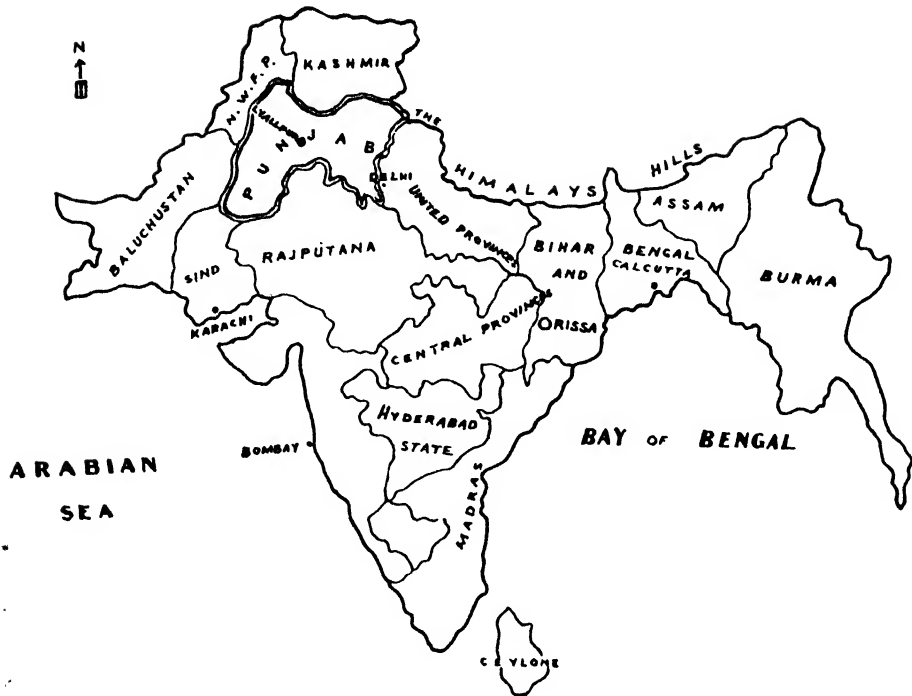 N
KASHMIR
N.W.F.P.
THE
HIMALAYS
HILLS
LYALLPUR
PUNJAB
DELHI
UNITED PROVINCES
ASSAM
BALUCHUSTAN
SIND
RAJPUTANA
BIHAR
AND
ORISSA
BENGAL
CALCUTTA
BURMA
KARACHI
CENTRAL PROVINCES
HYDERABAD
STATE
BOMBAY
BAY OF BENGAL
ARABIAN
SEA
MADRAS
CEYLONE